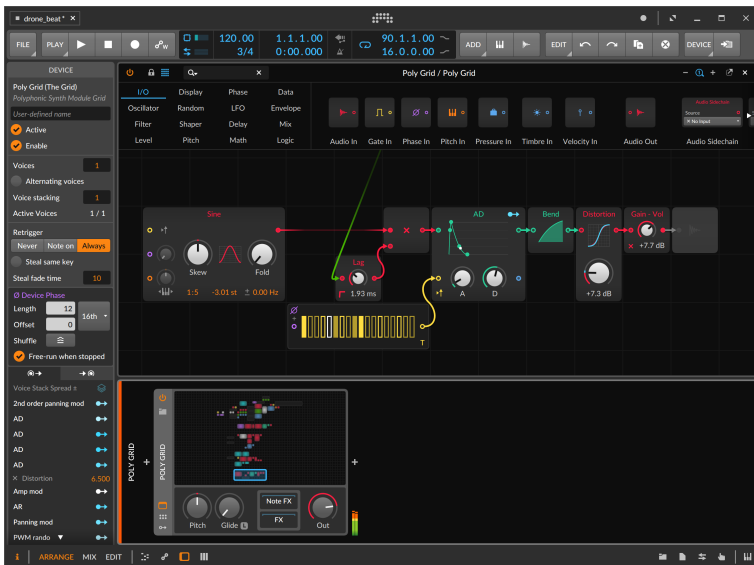 drone_beat* ×
FILE PLAY 120.00 1.1.1.00 90.1.1.00 ADD EDIT DEVICE
3/4 0:00.000 16.0.0.00
DEVICE
Poly Grid (The Grid)
Polyphonic Synth Module Grid
User-defined name
Active
Enable
Voices 1
Alternating voices
Voice stacking 1
Active Voices 1 / 1
Retrigger
Never Note on Always
Steal same key
Steal fade time 10
Ø Device Phase
Length 12
16th
Offset 0
Shuffle
Free-run when stopped
Voice Stack Spread ±
2nd order panning mod
AD
AD
AD
AD
× Distortion 6.500
Amp mod
AR
Panning mod
PWM rando
Poly Grid / Poly Grid
I/O Display Phase Data
Oscillator Random LFO Envelope
Filter Shaper Delay Mix
Level Pitch Math Logic
Audio In Gate In Phase In Pitch In Pressure In Timbre In Velocity In Audio Out Audio Sidechain
Audio Sidechain
Source
× No input
Sine
Skew Fold
1:5 -3.01 st ± 0.00 Hz
Lag
1.93 ms
AD
A D
Bend
Distortion
+7.3 dB
Gain - Vol
+7.7 dB
T
POLY GRID
POLY GRID
Note FX
FX
Pitch Glide L Out
i ARRANGE MIX EDIT